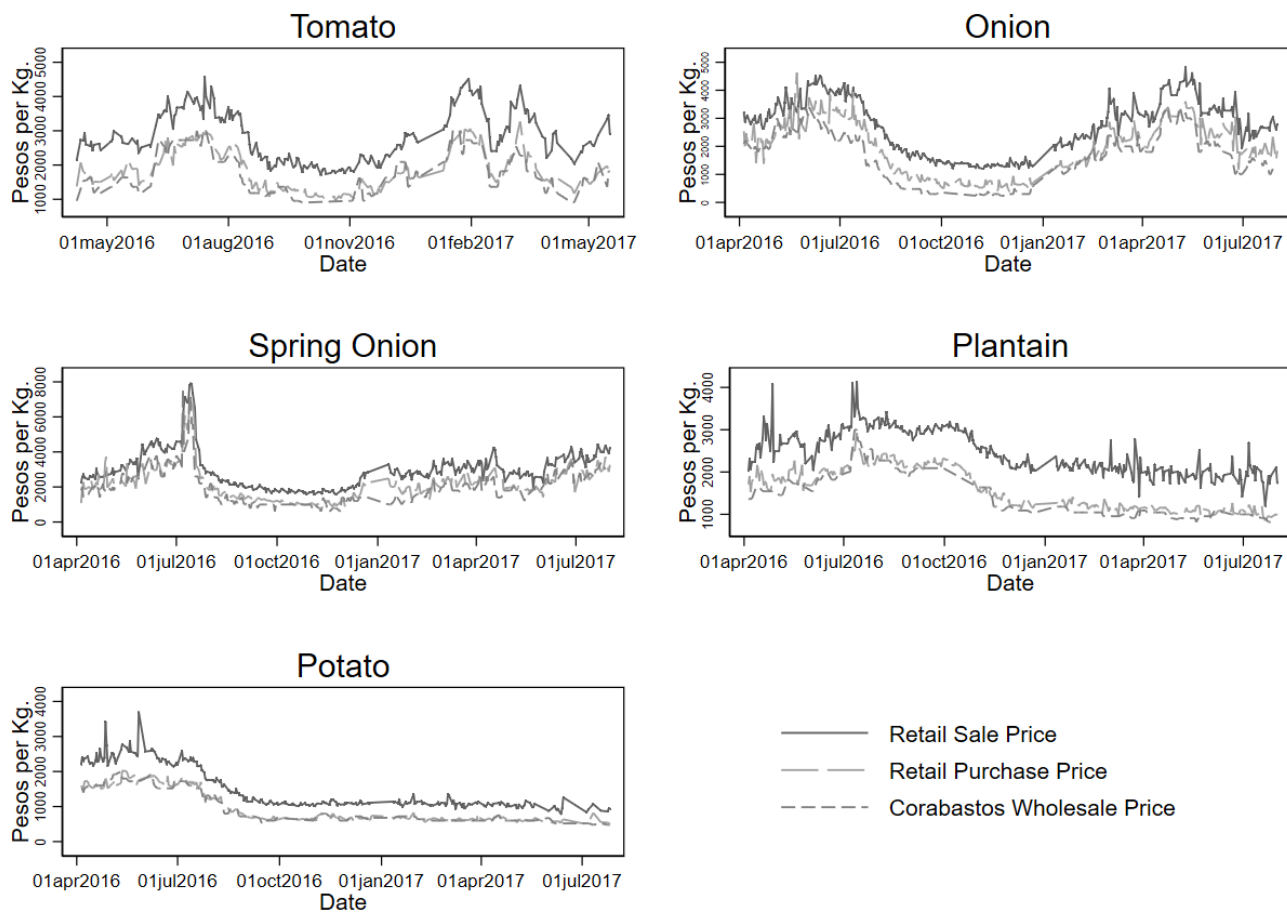 Tomato
Pesos per Kg.
1000 2000 3000 4000 5000
01may2016 01aug2016 01nov2016 01feb2017 01may2017
Date
Onion
Pesos per Kg.
0 1000 2000 3000 4000 5000
01apr2016 01jul2016 01oct2016 01jan2017 01apr2017 01jul2017
Date
Spring Onion
Pesos per Kg.
0 2000 4000 6000 8000
01apr2016 01jul2016 01oct2016 01jan2017 01apr2017 01jul2017
Date
Plantain
Pesos per Kg.
1000 2000 3000 4000
01apr2016 01jul2016 01oct2016 01jan2017 01apr2017 01jul2017
Date
Potato
Pesos per Kg.
0 1000 2000 3000 4000
01apr2016 01jul2016 01oct2016 01jan2017 01apr2017 01jul2017
Date
Retail Sale Price
Retail Purchase Price
Corabastos Wholesale Price